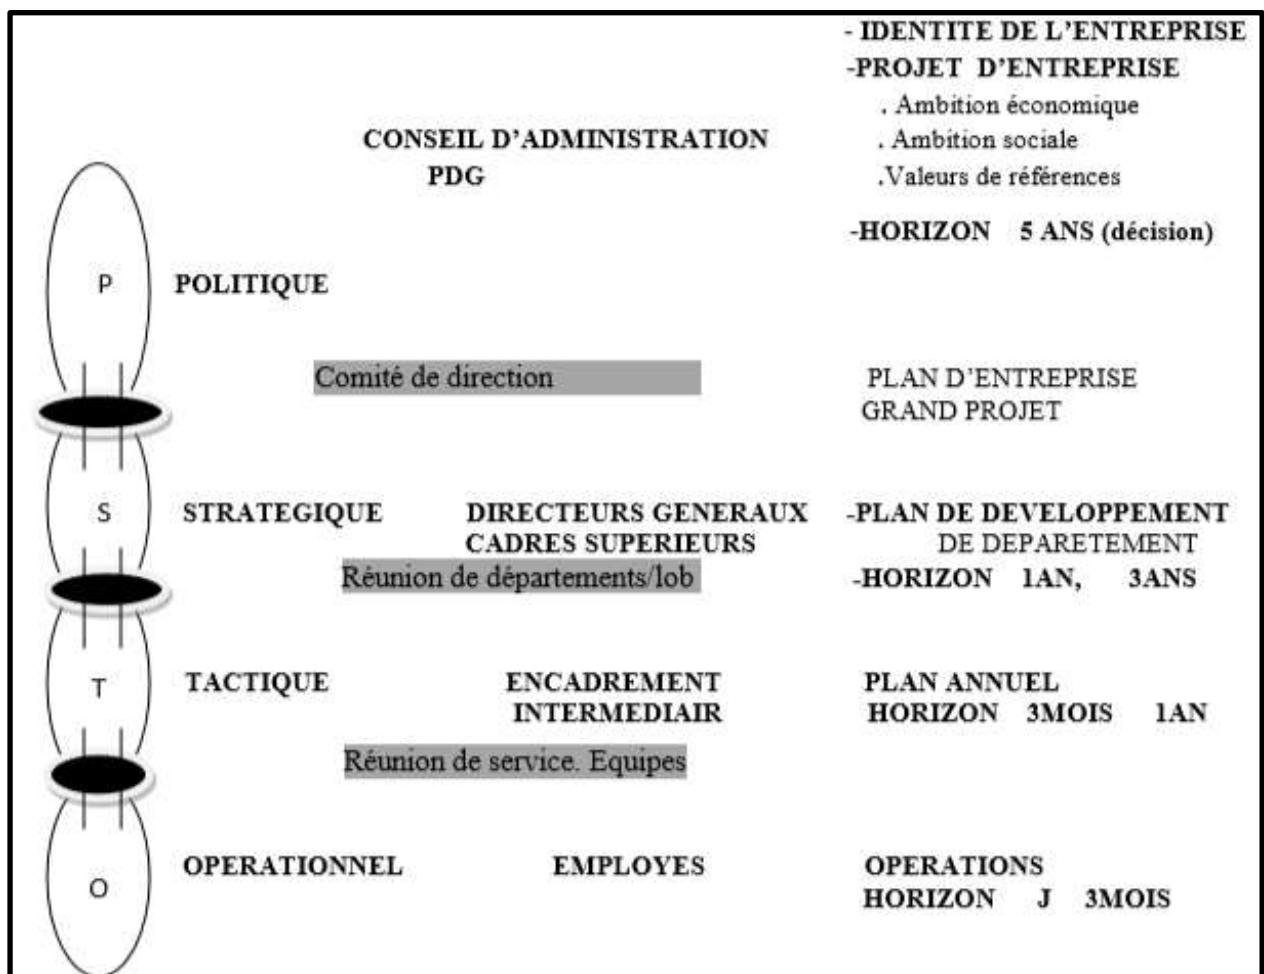 - IDENTITE DE L'ENTREPRISE
-PROJET D'ENTREPRISE
. Ambition économique
CONSEIL D'ADMINISTRATION . Ambition sociale
PDG .Valeurs de références
-HORIZON 5 ANS (décision)
P POLITIQUE
Comité de direction PLAN D'ENTREPRISE
GRAND PROJET
S STRATEGIQUE DIRECTEURS GENERAUX -PLAN DE DEVELOPPEMENT
CADRES SUPERIEURS DE DEPARETEMENT
Réunion de départements/lob -HORIZON 1AN, 3ANS
T TACTIQUE ENCADREMENT PLAN ANNUEL
INTERMEDIAIR HORIZON 3MOIS 1AN
Réunion de service. Equipes
O OPERATIONNEL EMPLOYES OPERATIONS
HORIZON J 3MOIS